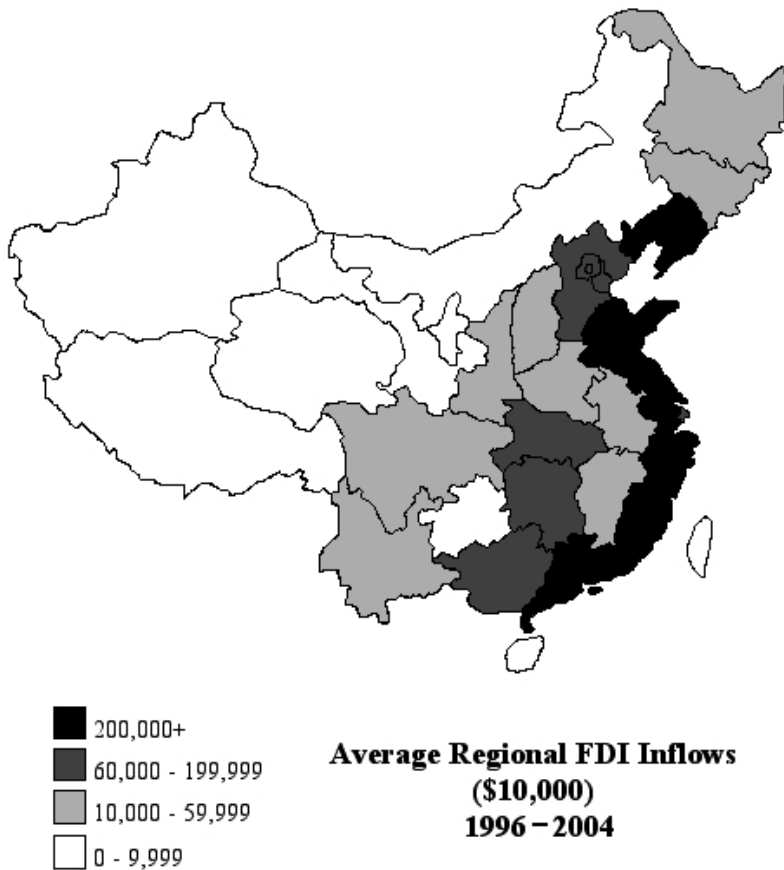 200,000+
60,000 - 199,999
10,000 - 59,999
0 - 9,999
Average Regional FDI Inflows
($10,000)
1996－2004